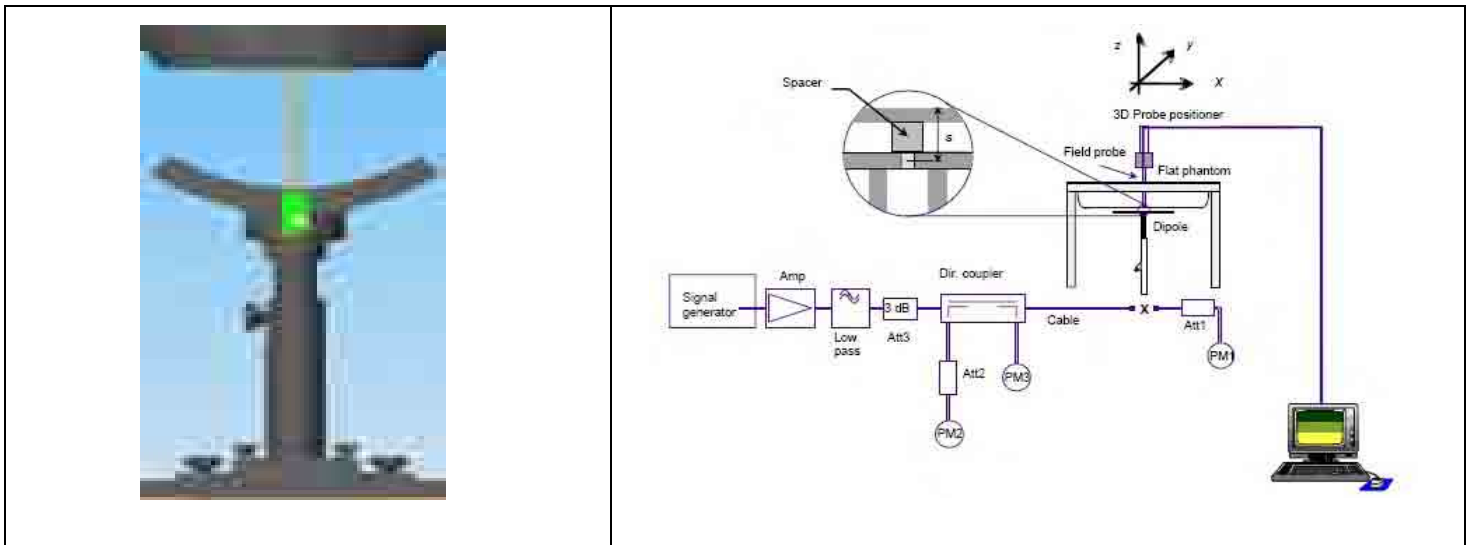 z
y
X
Spacer
3D Probe positioner
s
Field probe
Flat phantom
Dipole
Signal
generator
Amp
Low
pass
3 dB
Att3
Dir. coupler
Cable
X
Att1
PM1
Att2
PM3
PM2